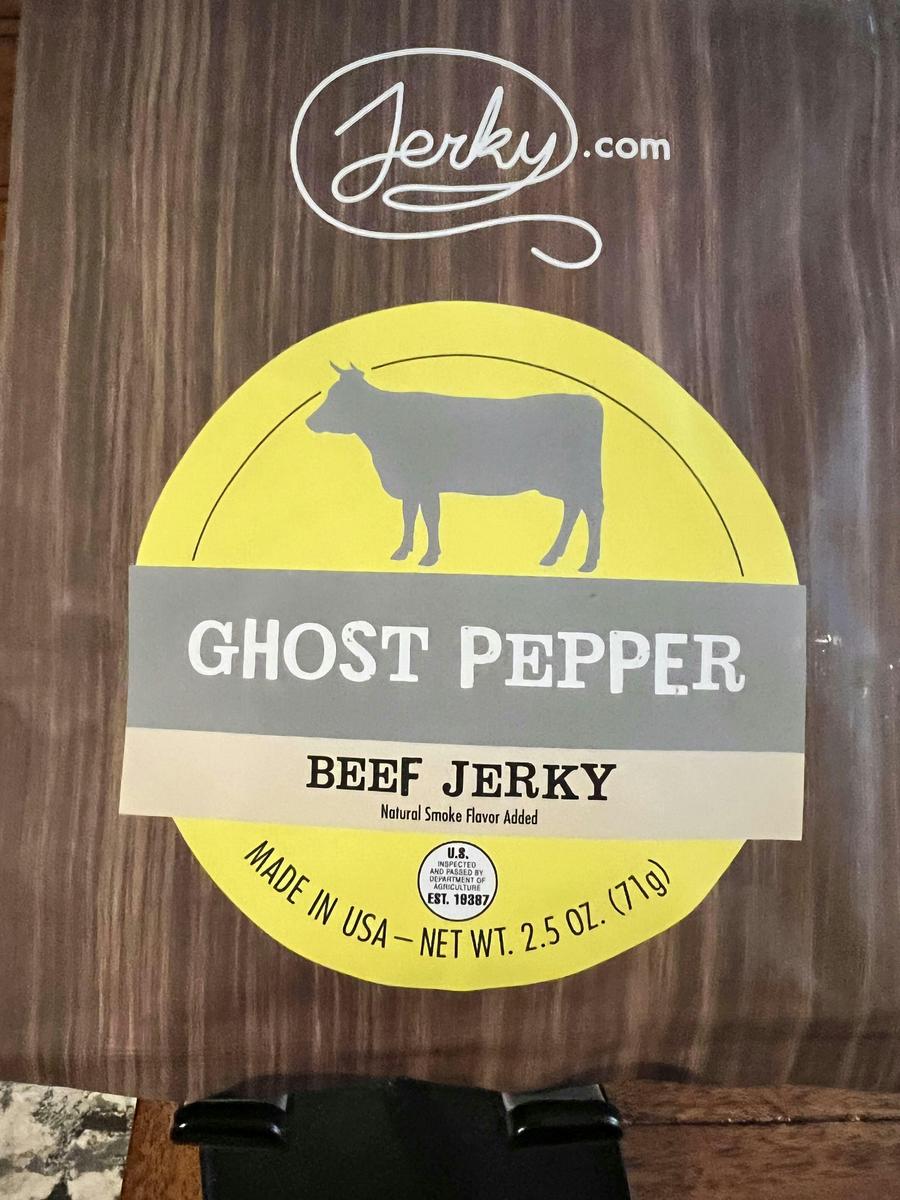 Jerky.com
GHOST PEPPER
BEEF JERKY
Natural Smoke Flavor Added
U.S.
INSPECTED
AND PASSED BY
DEPARTMENT OF
AGRICULTURE
EST. 19387
MADE IN USA – NET WT. 2.5 OZ. (71g)